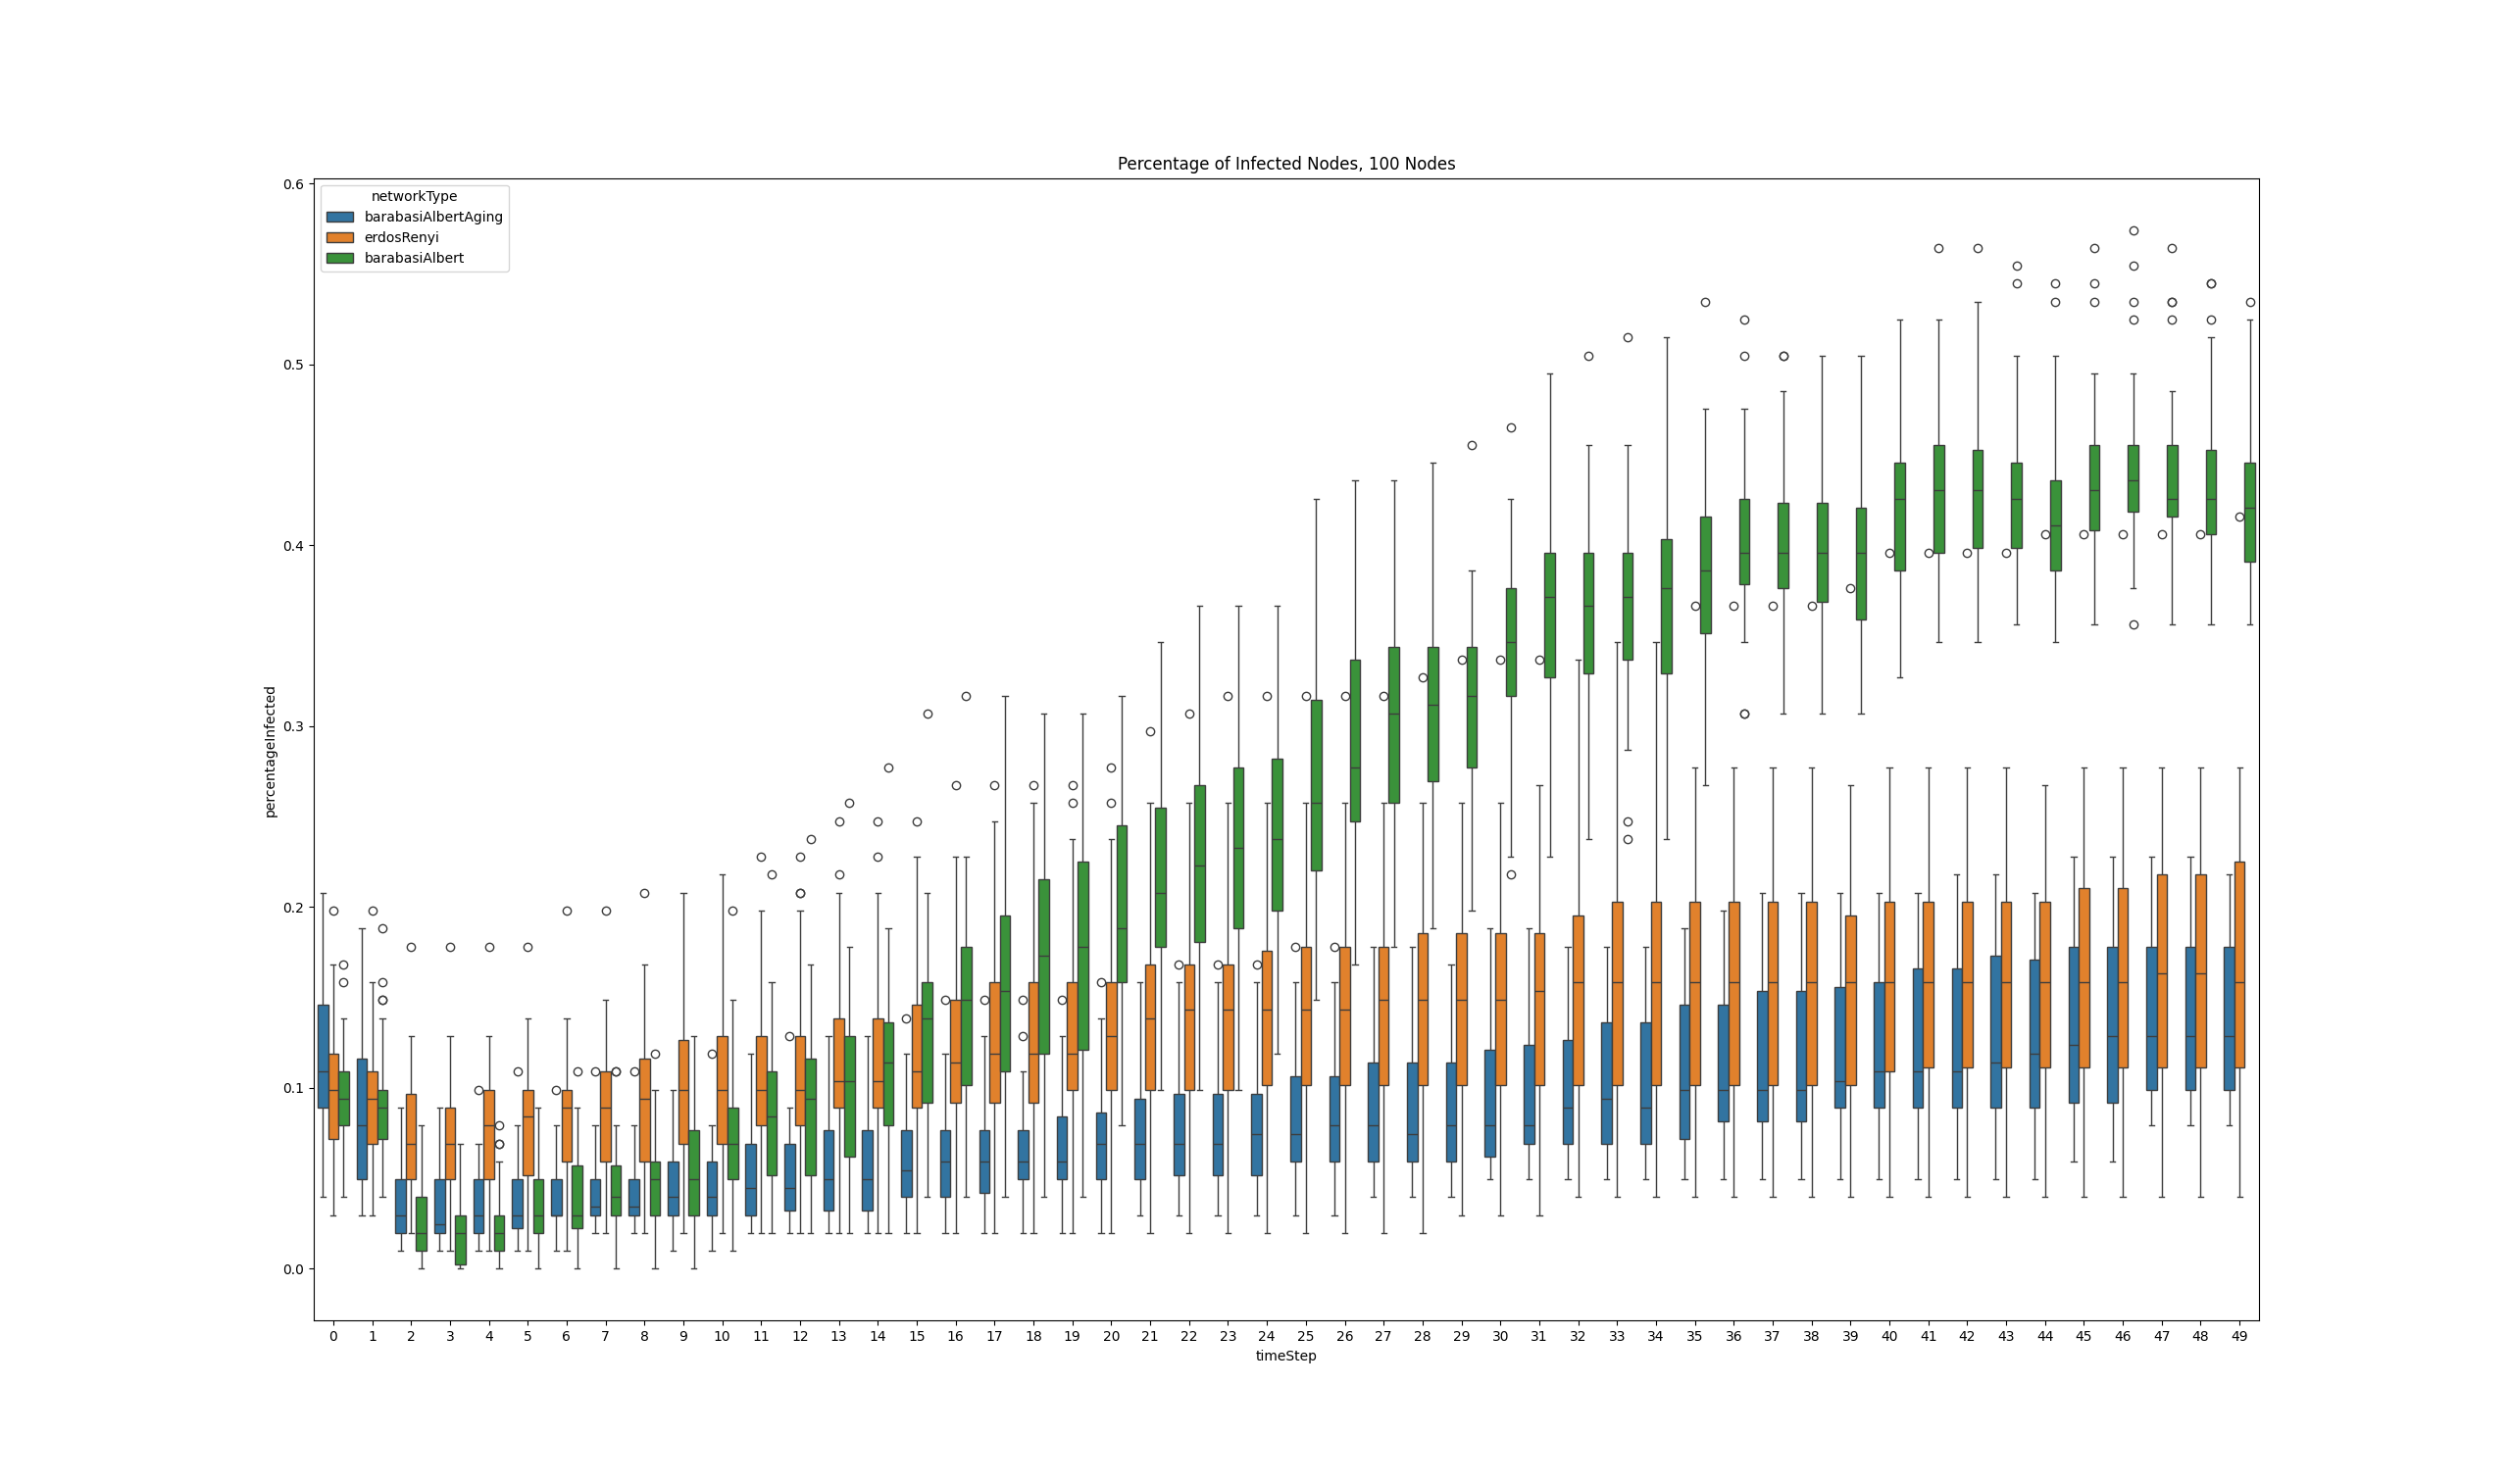 Percentage of Infected Nodes, 100 Nodes
networkType
barabasiAlbertAging
erdosRenyi
barabasiAlbert
percentageInfected
0.6
0.5
0.4
0.3
0.2
0.1
0.0
0 1 2 3 4 5 6 7 8 9 10 11 12 13 14 15 16 17 18 19 20 21 22 23 24 25 26 27 28 29 30 31 32 33 34 35 36 37 38 39 40 41 42 43 44 45 46 47 48 49
timeStep